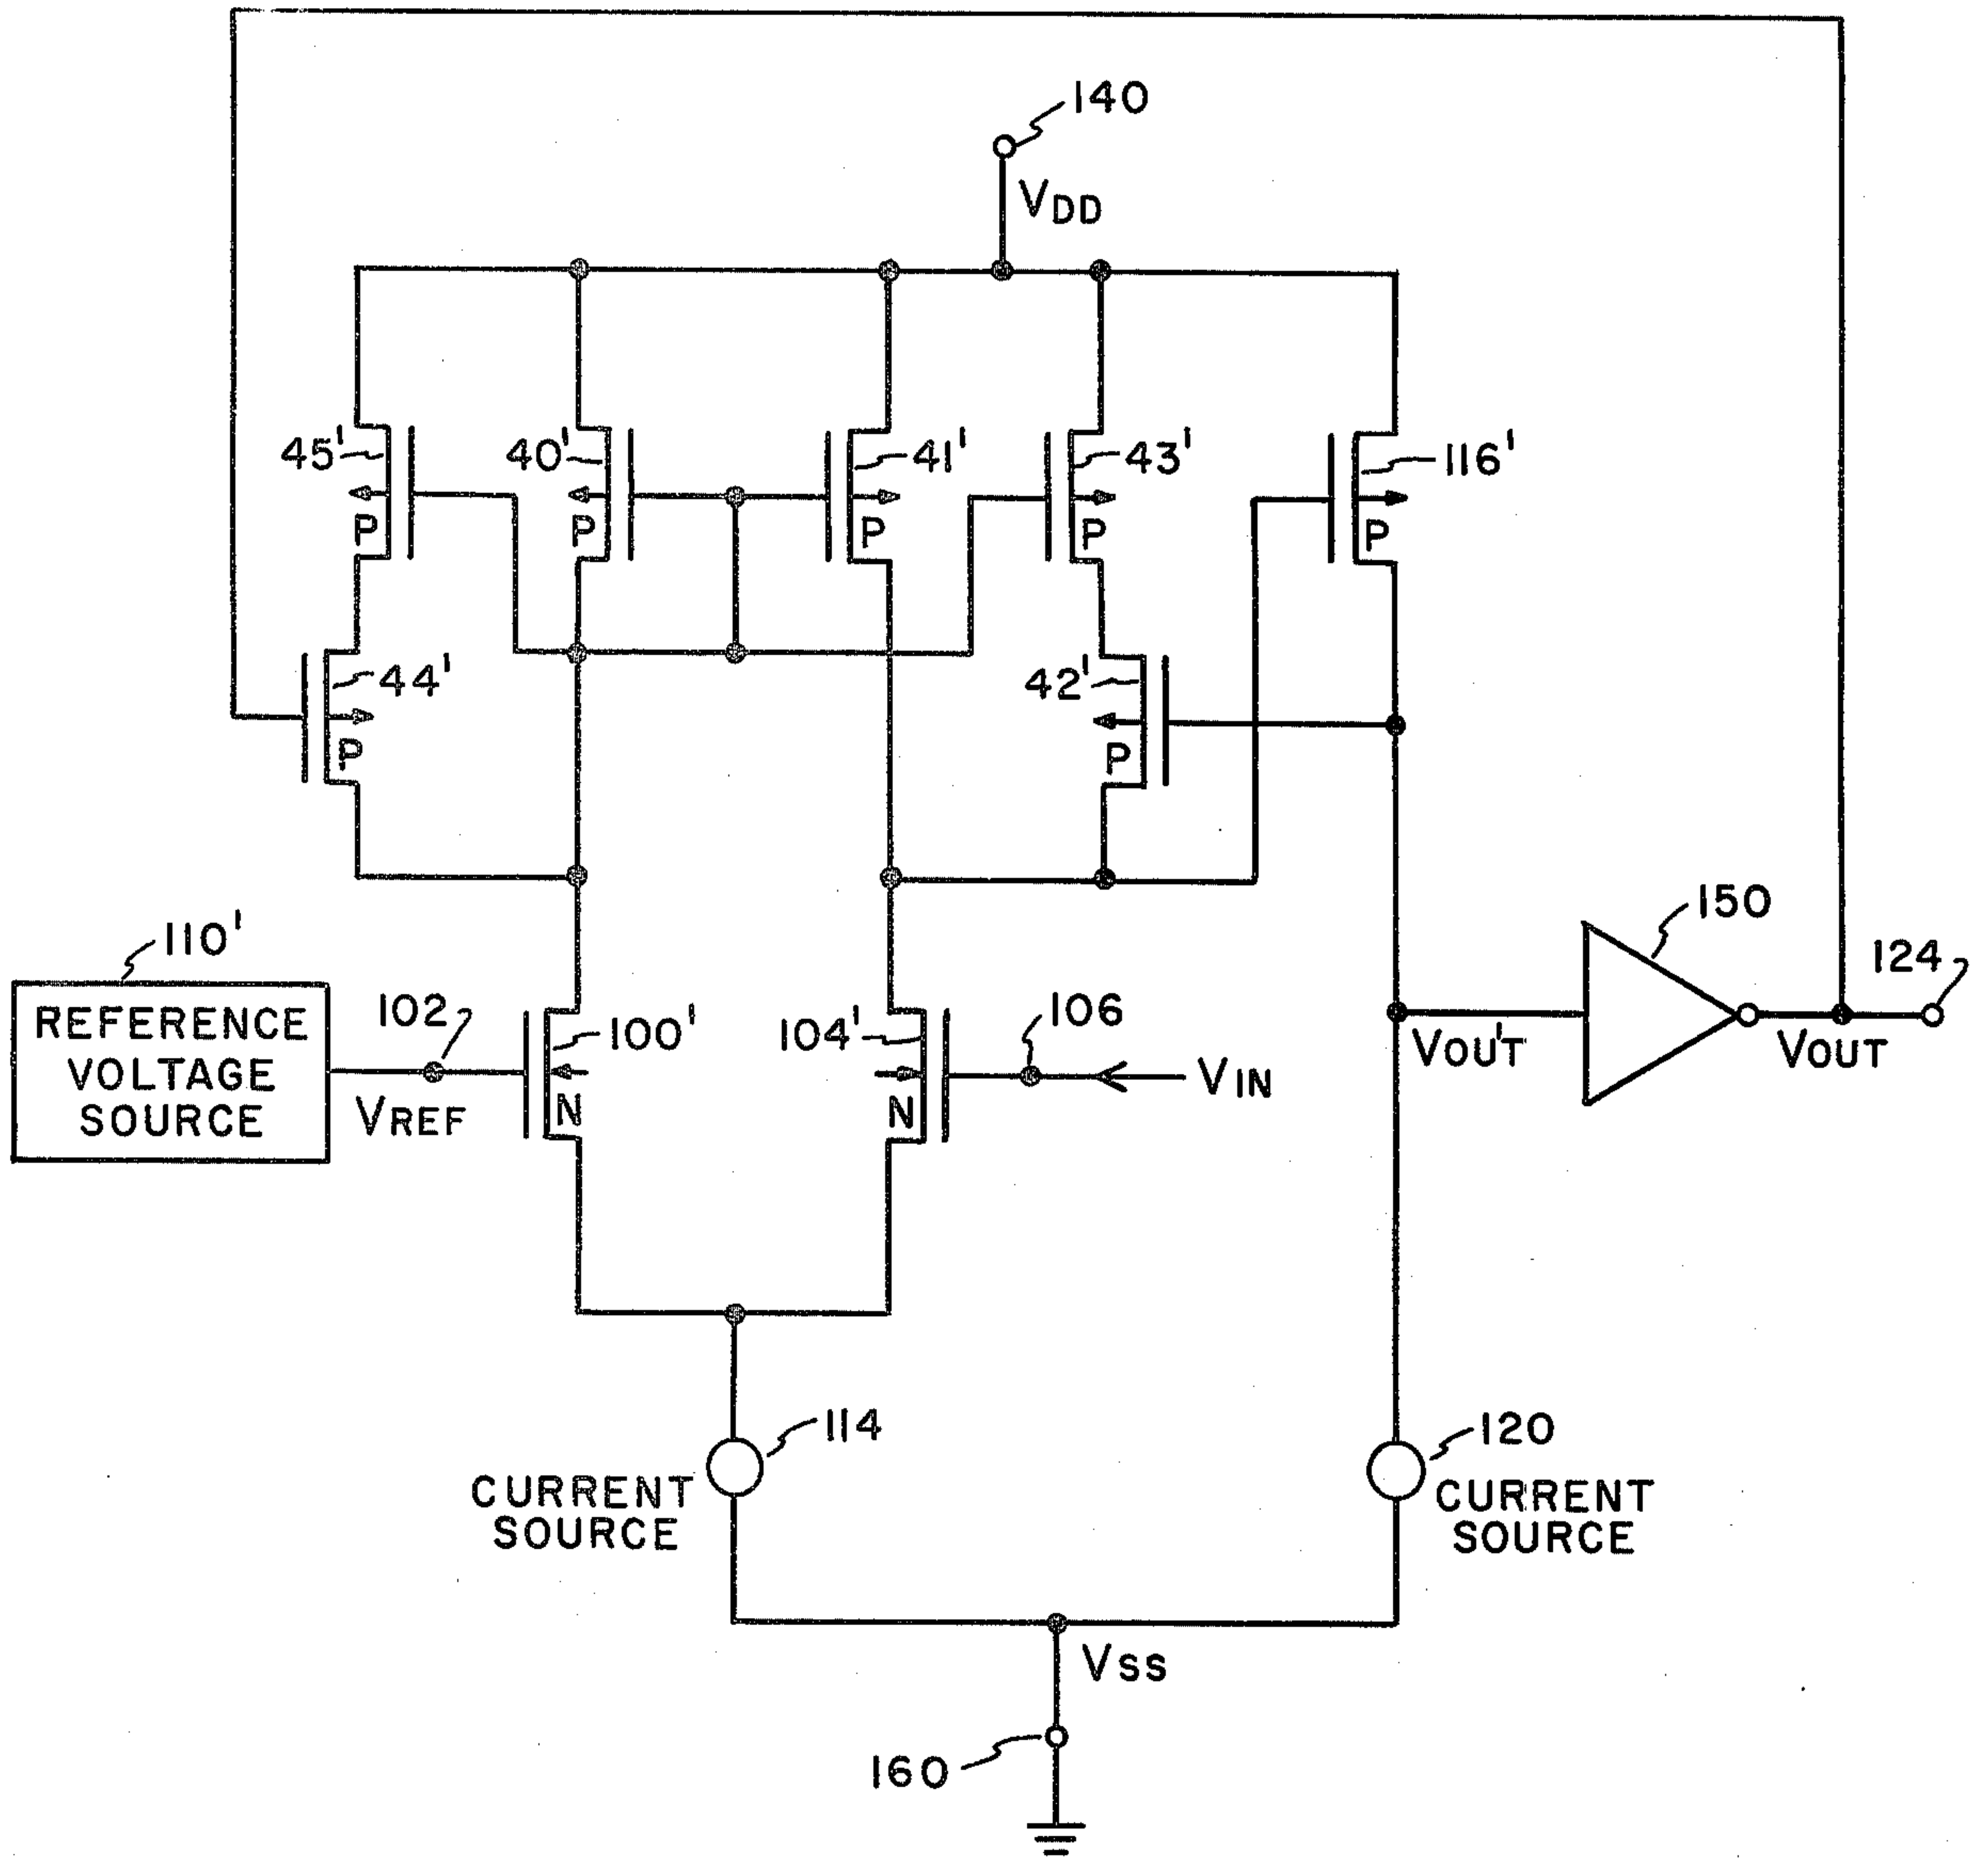 140
VDD
45'
40'
41'
43'
116'
P
P
P
P
P
44'
42'
P
P
110'
150
124
REFERENCE
VOLTAGE
SOURCE
102
100'
104'
106
VREF
N
N
VIN
VOUT'
VOUT
114
120
CURRENT
SOURCE
CURRENT
SOURCE
VSS
160